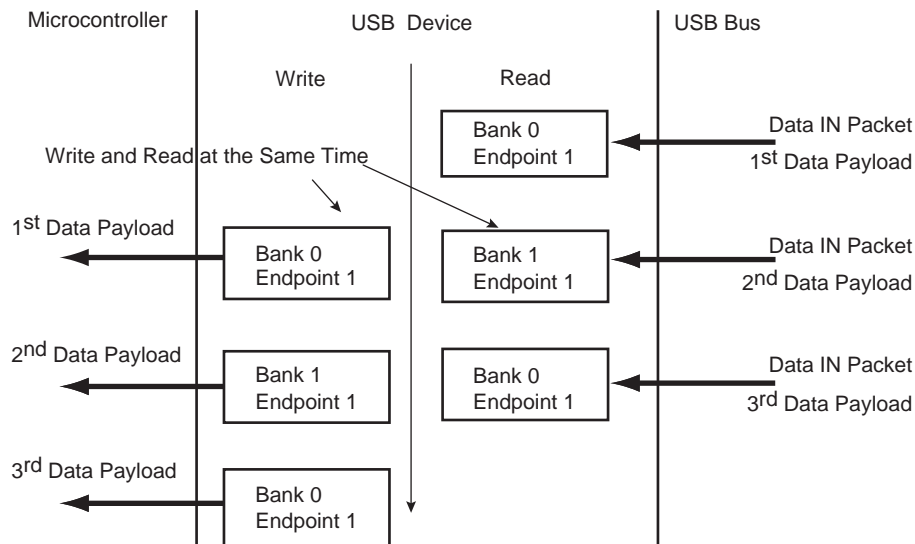 Microcontroller
USB Device
USB Bus
Write
Read
Bank 0
Endpoint 1
Data IN Packet
1st Data Payload
Write and Read at the Same Time
1st Data Payload
Bank 0
Endpoint 1
Bank 1
Endpoint 1
Data IN Packet
2nd Data Payload
2nd Data Payload
Bank 1
Endpoint 1
Bank 0
Endpoint 1
Data IN Packet
3rd Data Payload
3rd Data Payload
Bank 0
Endpoint 1